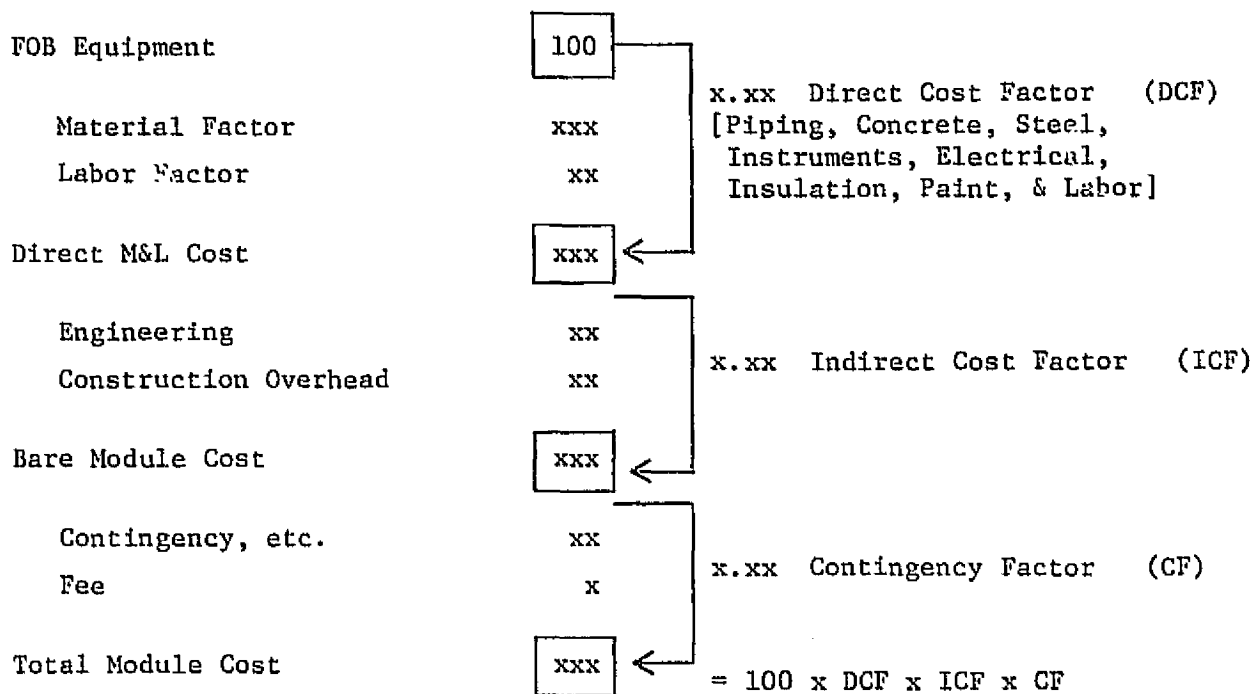 FOB Equipment 100
x.xx Direct Cost Factor (DCF)
Material Factor xxx [Piping, Concrete, Steel,
Instruments, Electrical,
Labor Factor xx Insulation, Paint, & Labor]
Direct M&L Cost xxx
Engineering xx
x.xx Indirect Cost Factor (ICF)
Construction Overhead xx
Bare Module Cost xxx
Contingency, etc. xx
x.xx Contingency Factor (CF)
Fee x
Total Module Cost xxx
= 100 x DCF x ICF x CF